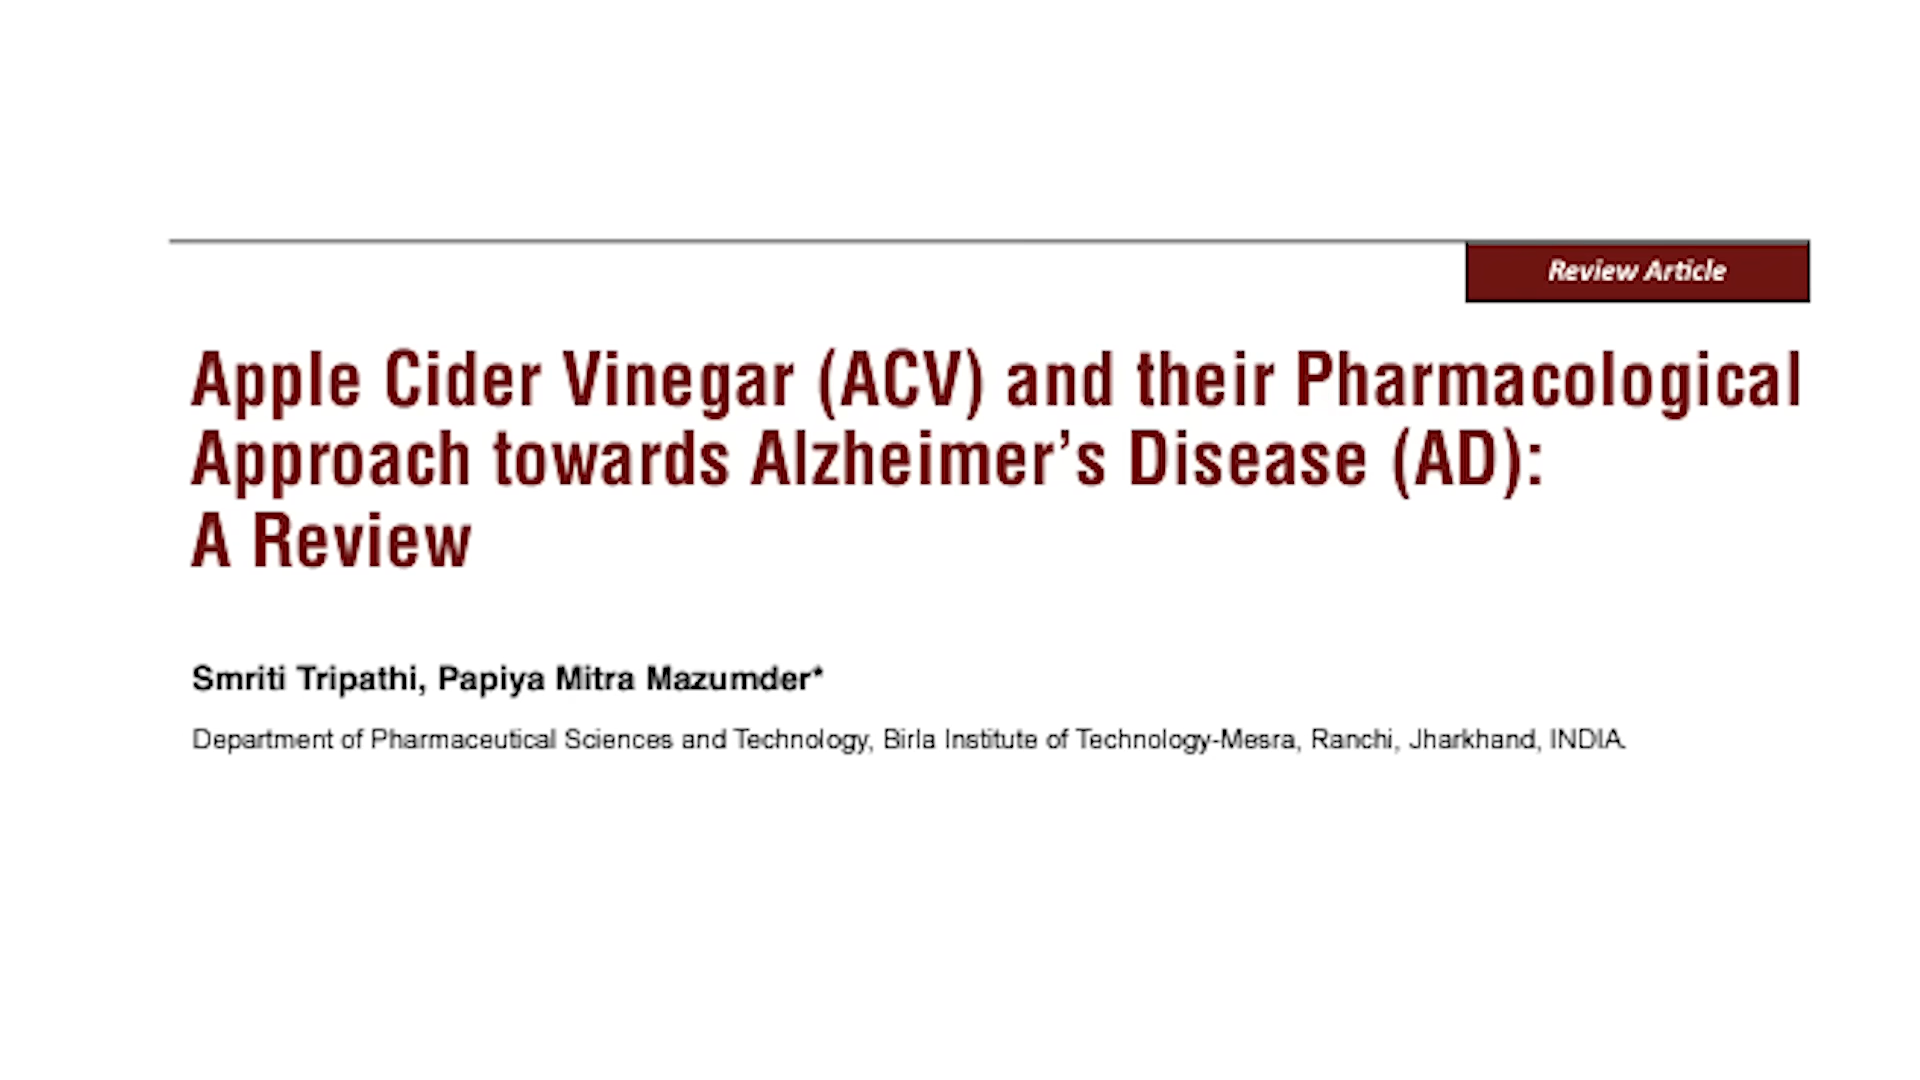 Review Article
Apple Cider Vinegar (ACV) and their Pharmacological
Approach towards Alzheimer’s Disease (AD):
A Review
Smriti Tripathi, Papiya Mitra Mazumder*
Department of Pharmaceutical Sciences and Technology, Birla Institute of Technology-Mesra, Ranchi, Jharkhand, INDIA.